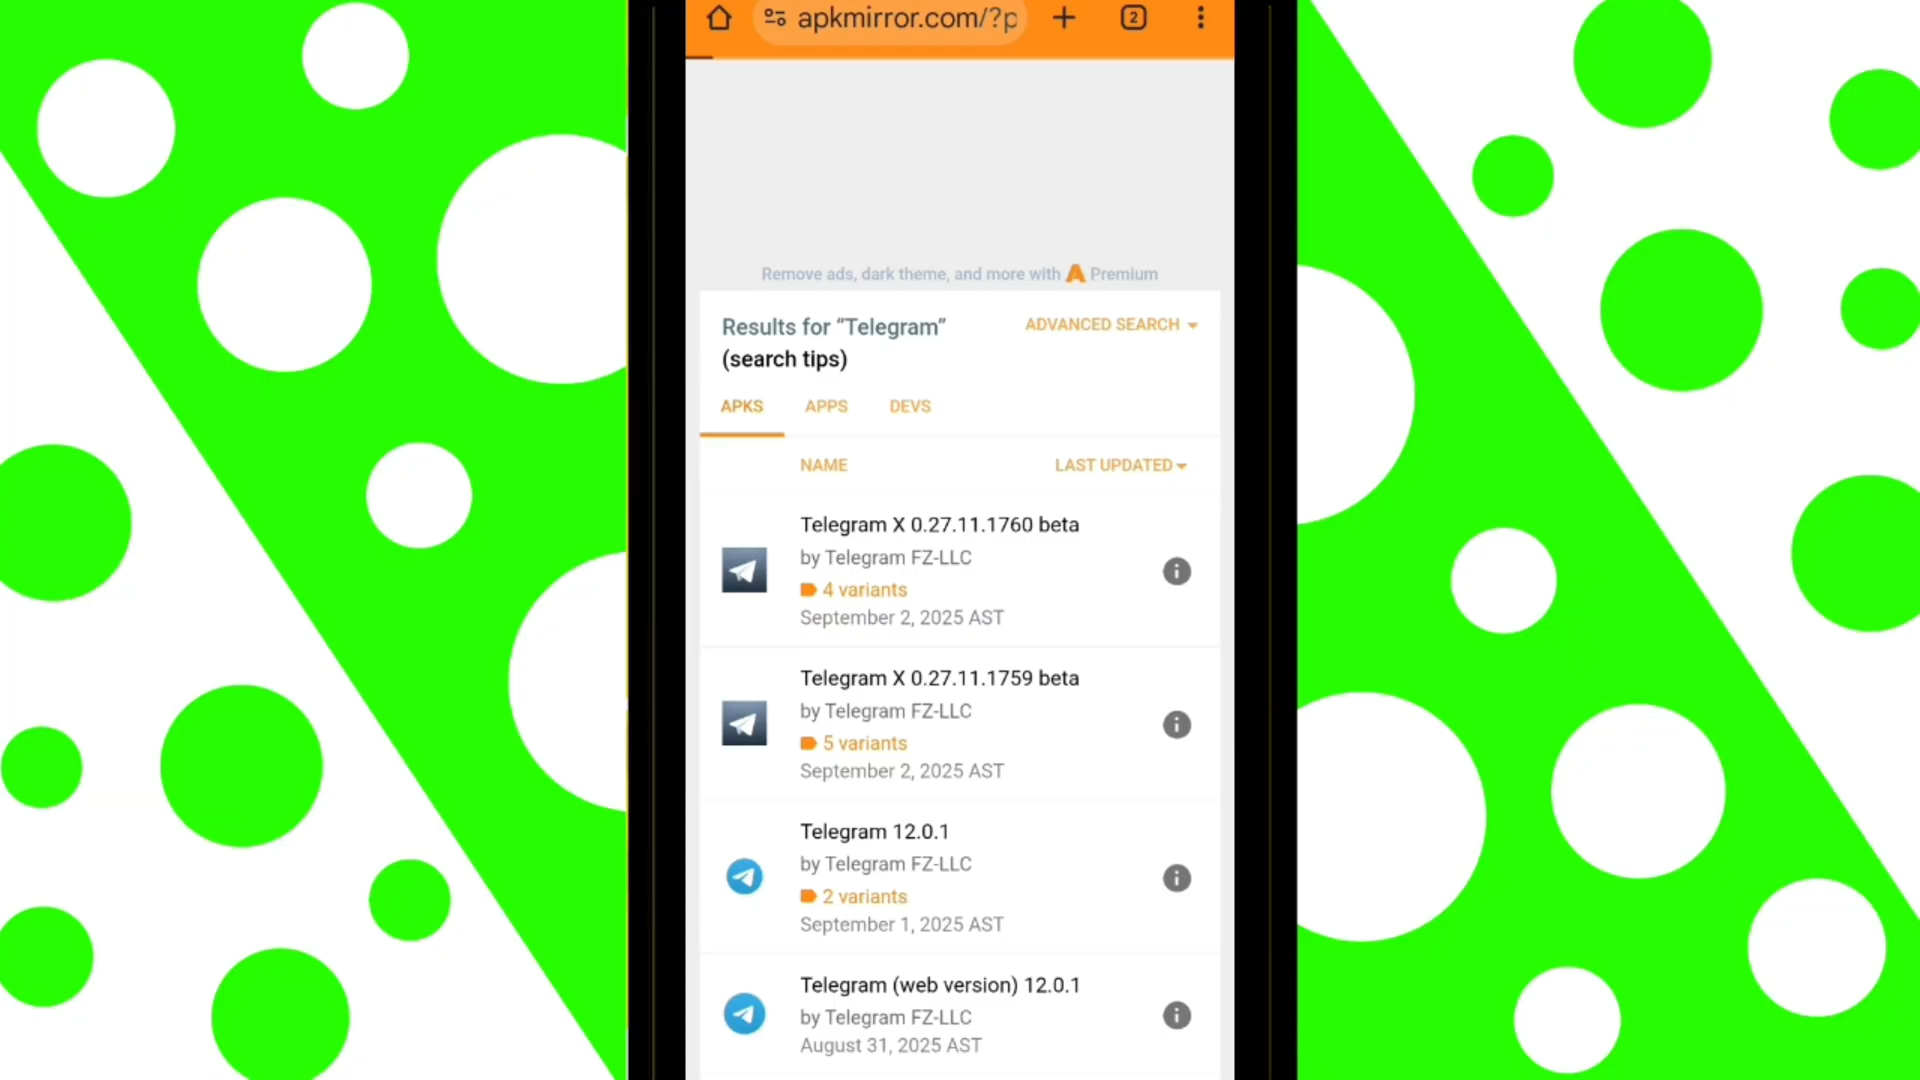 apkmirror.com/?p
2
Remove ads, dark theme, and more with Premium
Results for “Telegram”
ADVANCED SEARCH
(search tips)
APKS APPS DEVS
NAME LAST UPDATED
Telegram X 0.27.11.1760 beta
by Telegram FZ-LLC
4 variants
September 2, 2025 AST
Telegram X 0.27.11.1759 beta
by Telegram FZ-LLC
5 variants
September 2, 2025 AST
Telegram 12.0.1
by Telegram FZ-LLC
2 variants
September 1, 2025 AST
Telegram (web version) 12.0.1
by Telegram FZ-LLC
August 31, 2025 AST